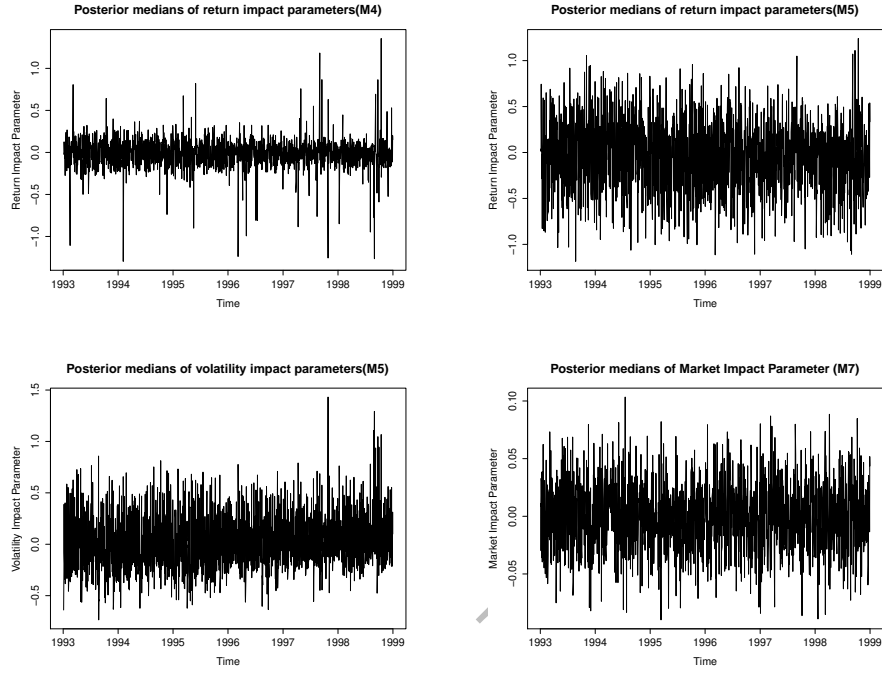 Posterior medians of return impact parameters(M4)
Return Impact Parameter
1.0
0.5
0.0
−0.5
−1.0
1993 1994 1995 1996 1997 1998 1999
Time
Posterior medians of return impact parameters(M5)
Return Impact Parameter
1.0
0.5
0.0
−0.5
−1.0
1993 1994 1995 1996 1997 1998 1999
Time
Posterior medians of volatility impact parameters(M5)
Volatility Impact Parameter
1.5
1.0
0.5
0.0
−0.5
1993 1994 1995 1996 1997 1998 1999
Time
Posterior medians of Market Impact Parameter (M7)
Market Impact Parameter
0.10
0.05
0.00
−0.05
1993 1994 1995 1996 1997 1998 1999
Time